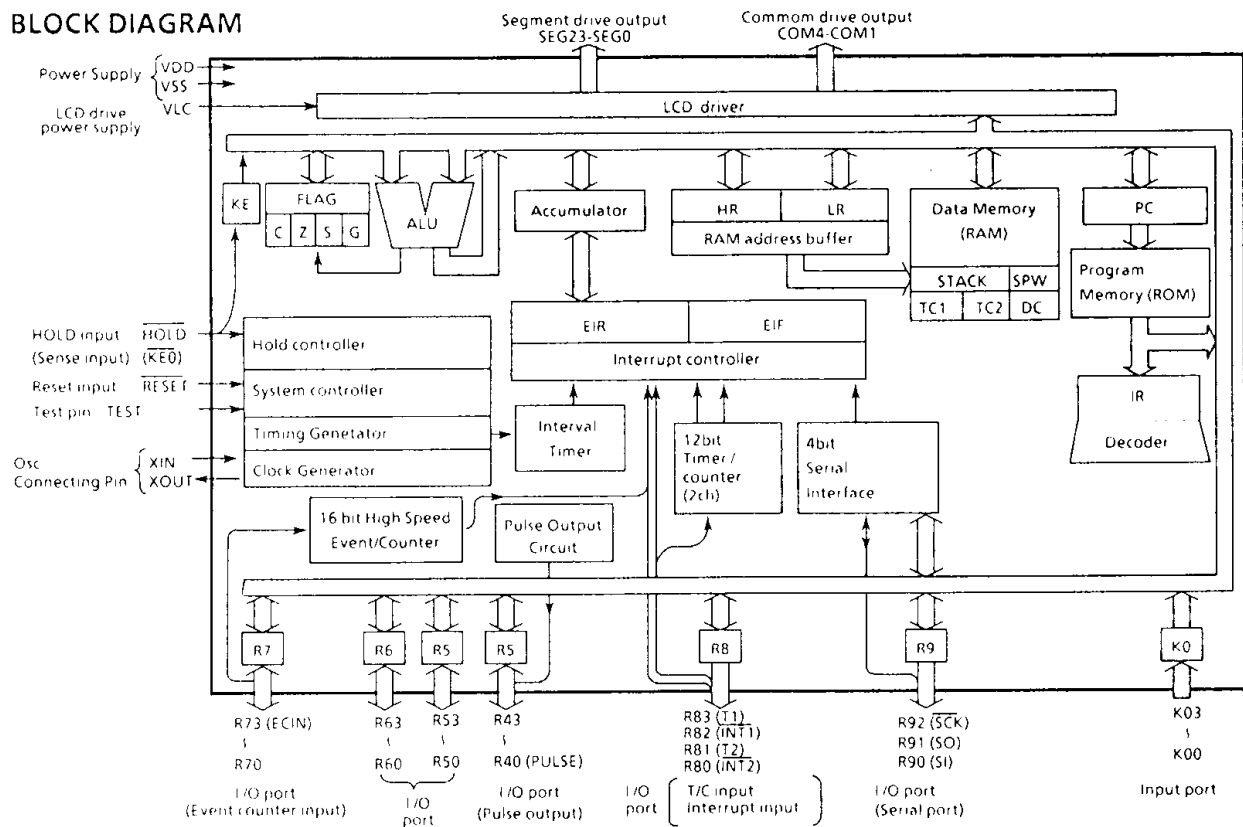 BLOCK DIAGRAM
Segment drive output
SEG23-SEG0
Commom drive output
COM4-COM1
Power Supply
VDD
VSS
LCD drive
power supply
VLC
LCD driver
KE
FLAG
C Z S G
ALU
Accumulator
HR LR
RAM address buffer
Data Memory
(RAM)
STACK SPW
TC1 TC2 DC
PC
Program
Memory (ROM)
IR
Decoder
HOLD input HOLD
(Sense input) (KE0)
Reset input RESET
Test pin TEST
Osc
Connecting Pin
XIN
XOUT
Hold controller
System controller
Timing Genetator
Clock Generator
EIR EIF
Interrupt controller
Interval
Timer
12bit
Timer /
counter
(2ch)
4bit
Serial
Interface
16 bit High Speed
Event/Counter
Pulse Output
Circuit
R7 R6 R5 R5 R8 R9 K0
R73 (ECIN)
~
R70
I/O port
(Event counter input)
R63
~
R60
R53
~
R50
I/O
port
R43
~
R40 (PULSE)
I/O port
(Pulse output)
R83 (T1)
R82 (INT1)
R81 (T2)
R80 (INT2)
I/O
port
T/C input
Interrupt input
R92 (SCK)
R91 (SO)
R90 (SI)
I/O port
(Serial port)
K03
~
K00
Input port